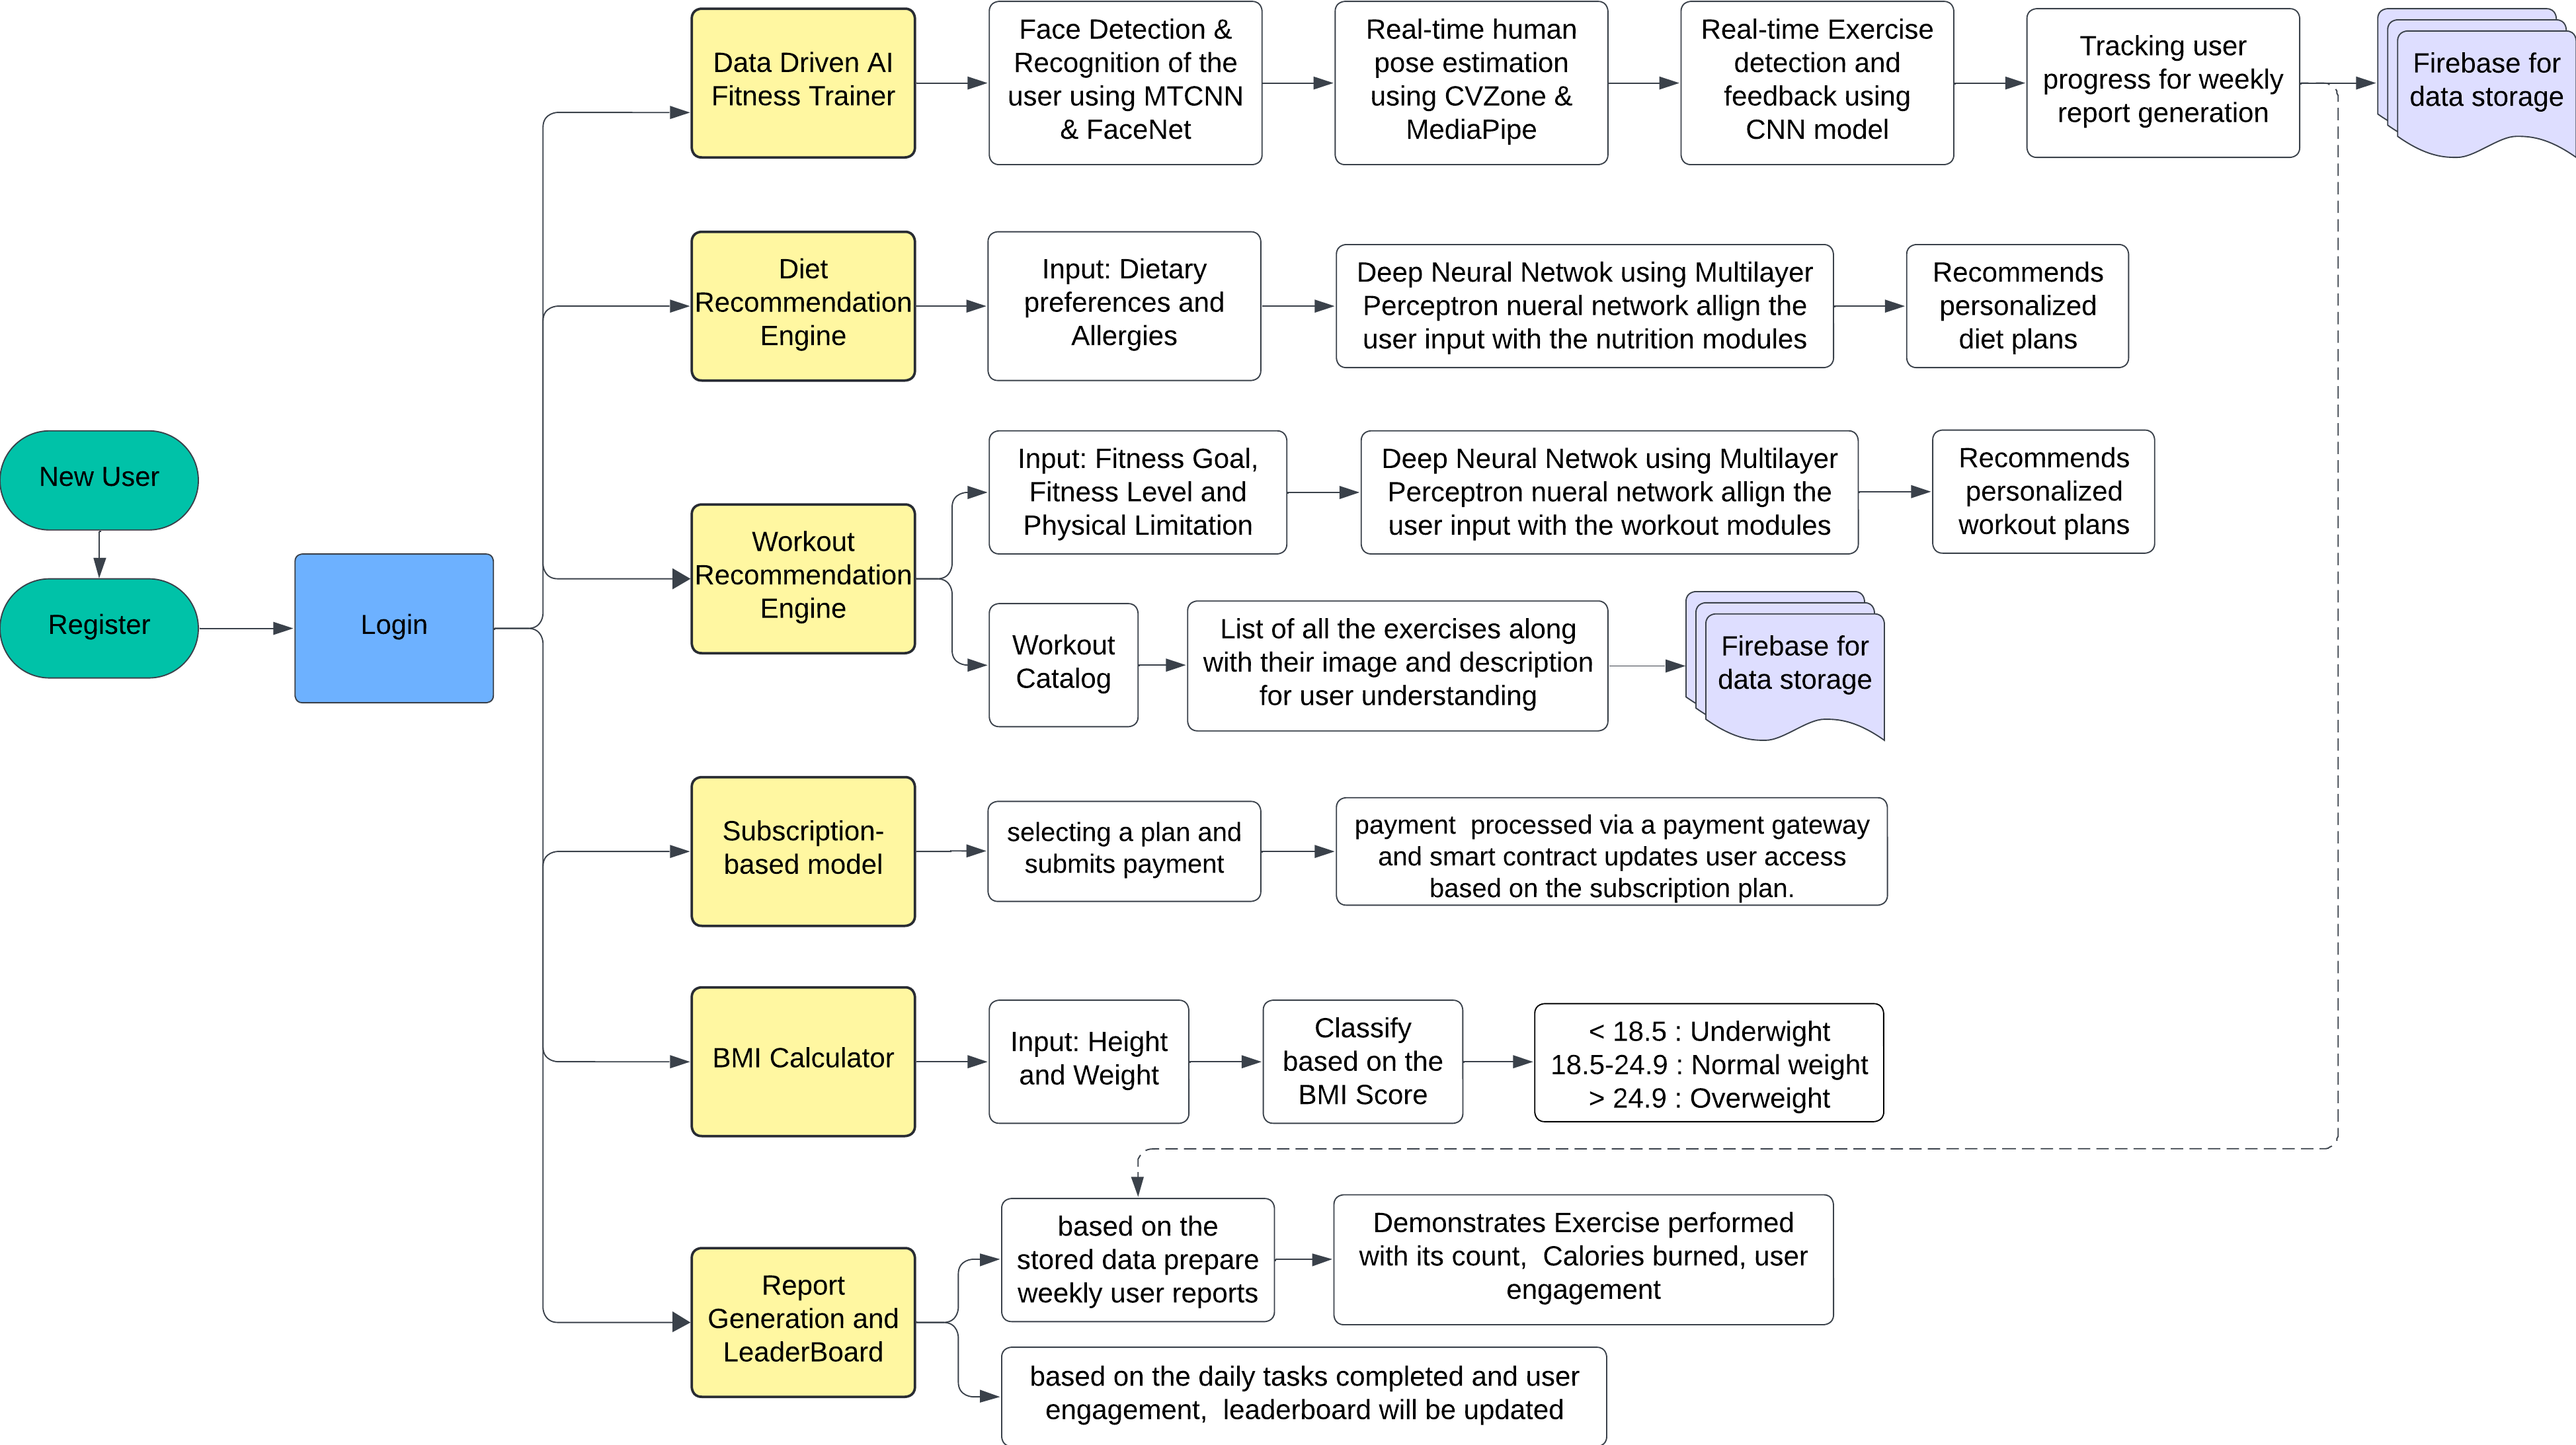 New User
Register
Login
Data Driven AI
Fitness Trainer
Face Detection &
Recognition of the
user using MTCNN
& FaceNet
Real-time human
pose estimation
using CVZone &
MediaPipe
Real-time Exercise
detection and
feedback using
CNN model
Tracking user
progress for weekly
report generation
Firebase for
data storage
Diet
Recommendation
Engine
Input: Dietary
preferences and
Allergies
Deep Neural Netwok using Multilayer
Perceptron nueral network allign the
user input with the nutrition modules
Recommends
personalized
diet plans
Workout
Recommendation
Engine
Input: Fitness Goal,
Fitness Level and
Physical Limitation
Deep Neural Netwok using Multilayer
Perceptron nueral network allign the
user input with the workout modules
Recommends
personalized
workout plans
Workout
Catalog
List of all the exercises along
with their image and description
for user understanding
Firebase for
data storage
Subscription-
based model
selecting a plan and
submits payment
payment  processed via a payment gateway
and smart contract updates user access
based on the subscription plan.
BMI Calculator
Input: Height
and Weight
Classify
based on the
BMI Score
< 18.5 : Underwight
18.5-24.9 : Normal weight
> 24.9 : Overweight
Report
Generation and
LeaderBoard
based on the
stored data prepare
weekly user reports
Demonstrates Exercise performed
with its count,  Calories burned, user
engagement
based on the daily tasks completed and user
engagement,  leaderboard will be updated